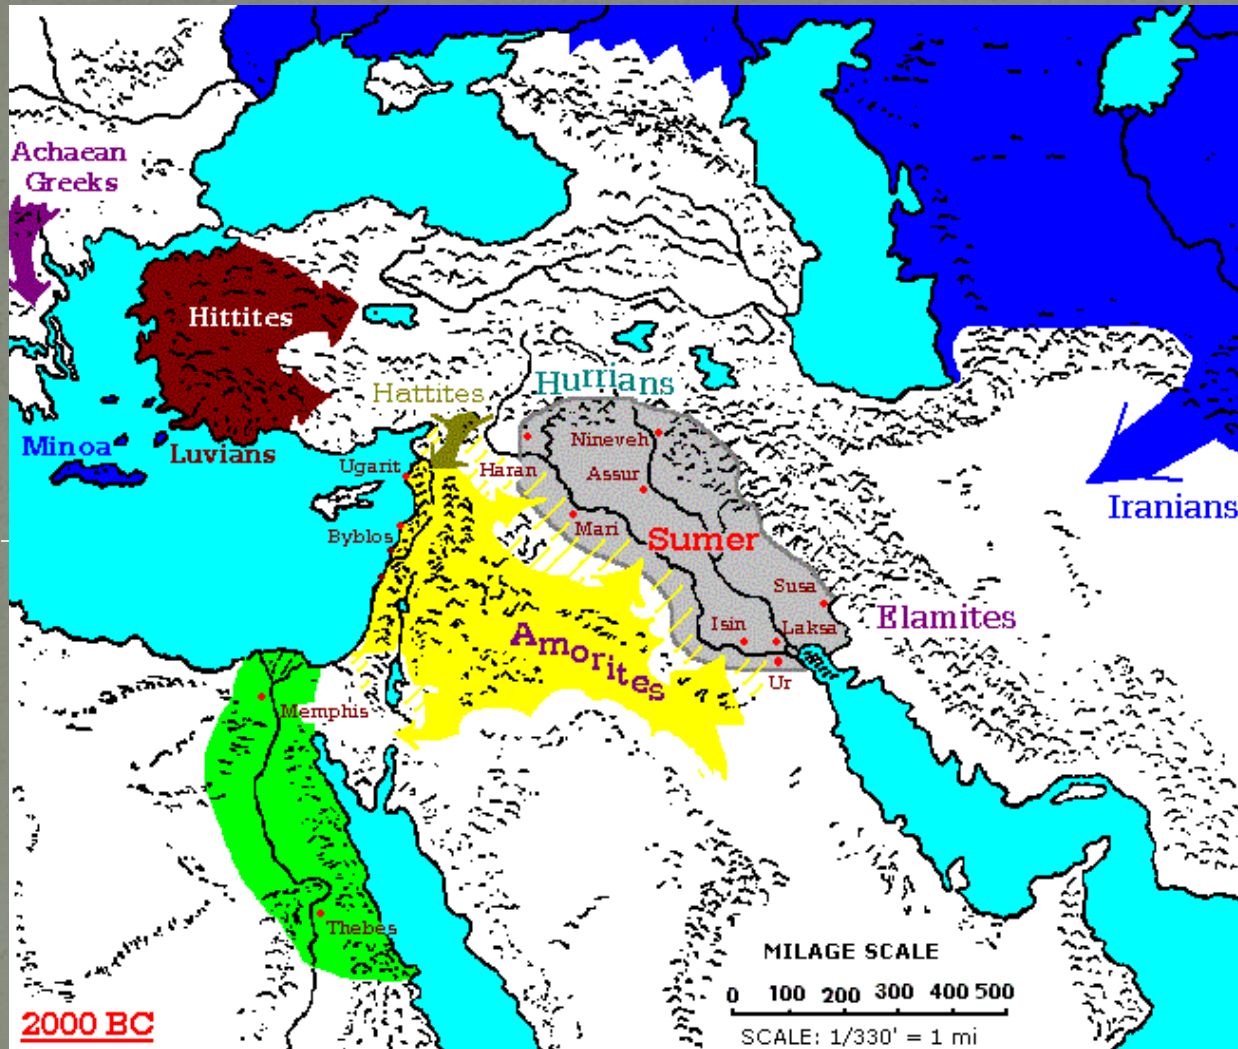 Achaean
Greeks
Hittites
Hattites
Hurrians
Minoa
Luvians
Ugarit
Haran
Nineveh
Assur
Byblos
Mari
Sumer
Iranians
Susa
Elamites
Isin
Laksa
Amorites
Ur
Memphis
Thebes
MILAGE SCALE
0 100 200 300 400 500
SCALE: 1/330' = 1 mi
2000 BC